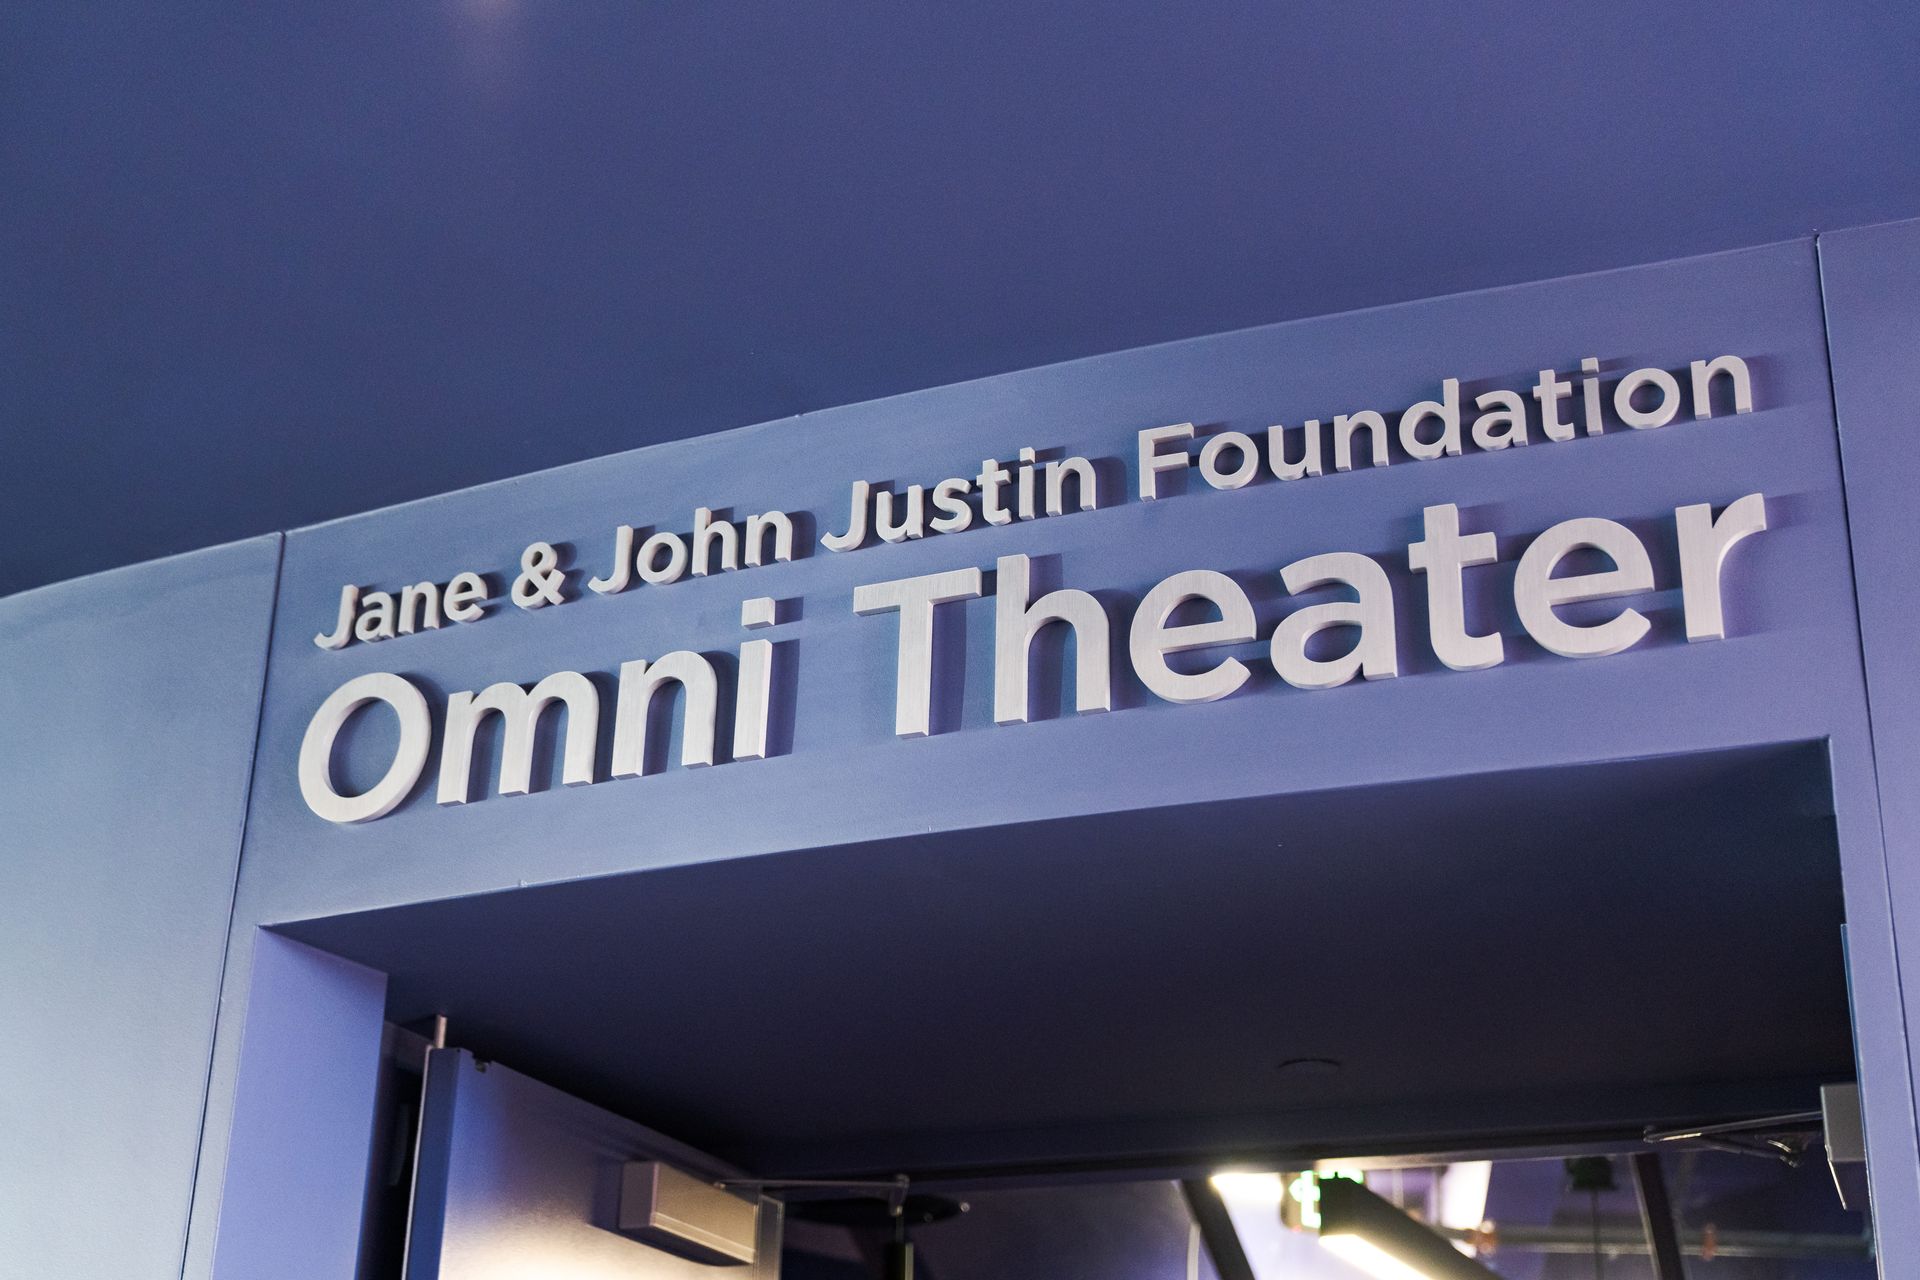 Jane & John Justin Foundation
Omni Theater